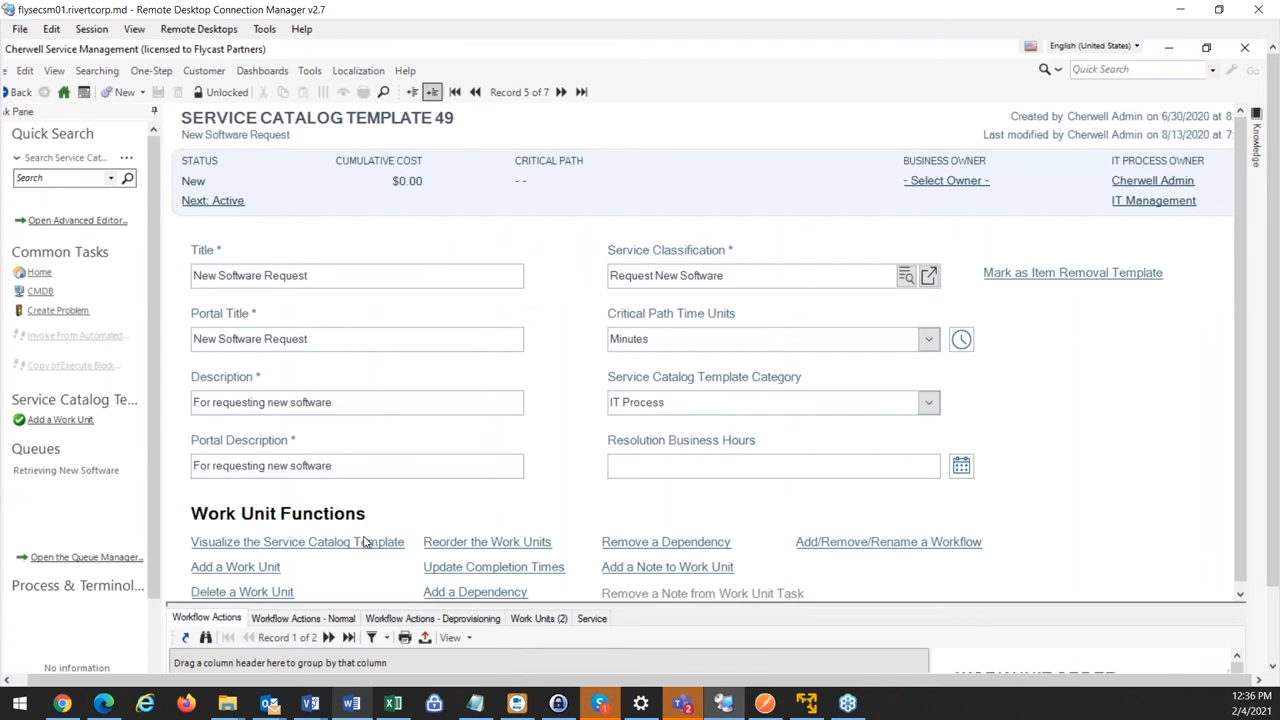 flysecsm01.rivertcorp.md - Remote Desktop Connection Manager v2.7
File Edit Session View Remote Desktops Tools Help
Cherwell Service Management (licensed to Flycast Partners)
English (United States)
Edit View Searching One-Step Customer Dashboards Tools Localization Help
Quick Search
Back New Unlocked Record 5 of 7 Go
k Pane
Quick Search
Search Service Cat...
Search
Open Advanced Editor...
Common Tasks
Home
CMDB
Create Problem
Invoke From Automated...
Copy of Execute Block...
Service Catalog Te...
Add a Work Unit
Queues
Retrieving New Software
Open the Queue Manager...
Process & Terminol...
No information
SERVICE CATALOG TEMPLATE 49
New Software Request
Created by Cherwell Admin on 6/30/2020 at 8:
Last modified by Cherwell Admin on 8/13/2020 at 7:
STATUS CUMULATIVE COST CRITICAL PATH BUSINESS OWNER IT PROCESS OWNER
New $0.00 - - - Select Owner - Cherwell Admin
Next: Active IT Management
Title * Service Classification *
New Software Request Request New Software Mark as Item Removal Template
Portal Title * Critical Path Time Units
New Software Request Minutes
Description * Service Catalog Template Category
For requesting new software IT Process
Portal Description * Resolution Business Hours
For requesting new software
Work Unit Functions
Visualize the Service Catalog Template Reorder the Work Units Remove a Dependency Add/Remove/Rename a Workflow
Add a Work Unit Update Completion Times Add a Note to Work Unit
Delete a Work Unit Add a Dependency Remove a Note from Work Unit Task
Workflow Actions Workflow Actions - Normal Workflow Actions - Deprovisioning Work Units (2) Service
Record 1 of 2 View
Drag a column header here to group by that column
Knowledge
12:36 PM
2/4/2021